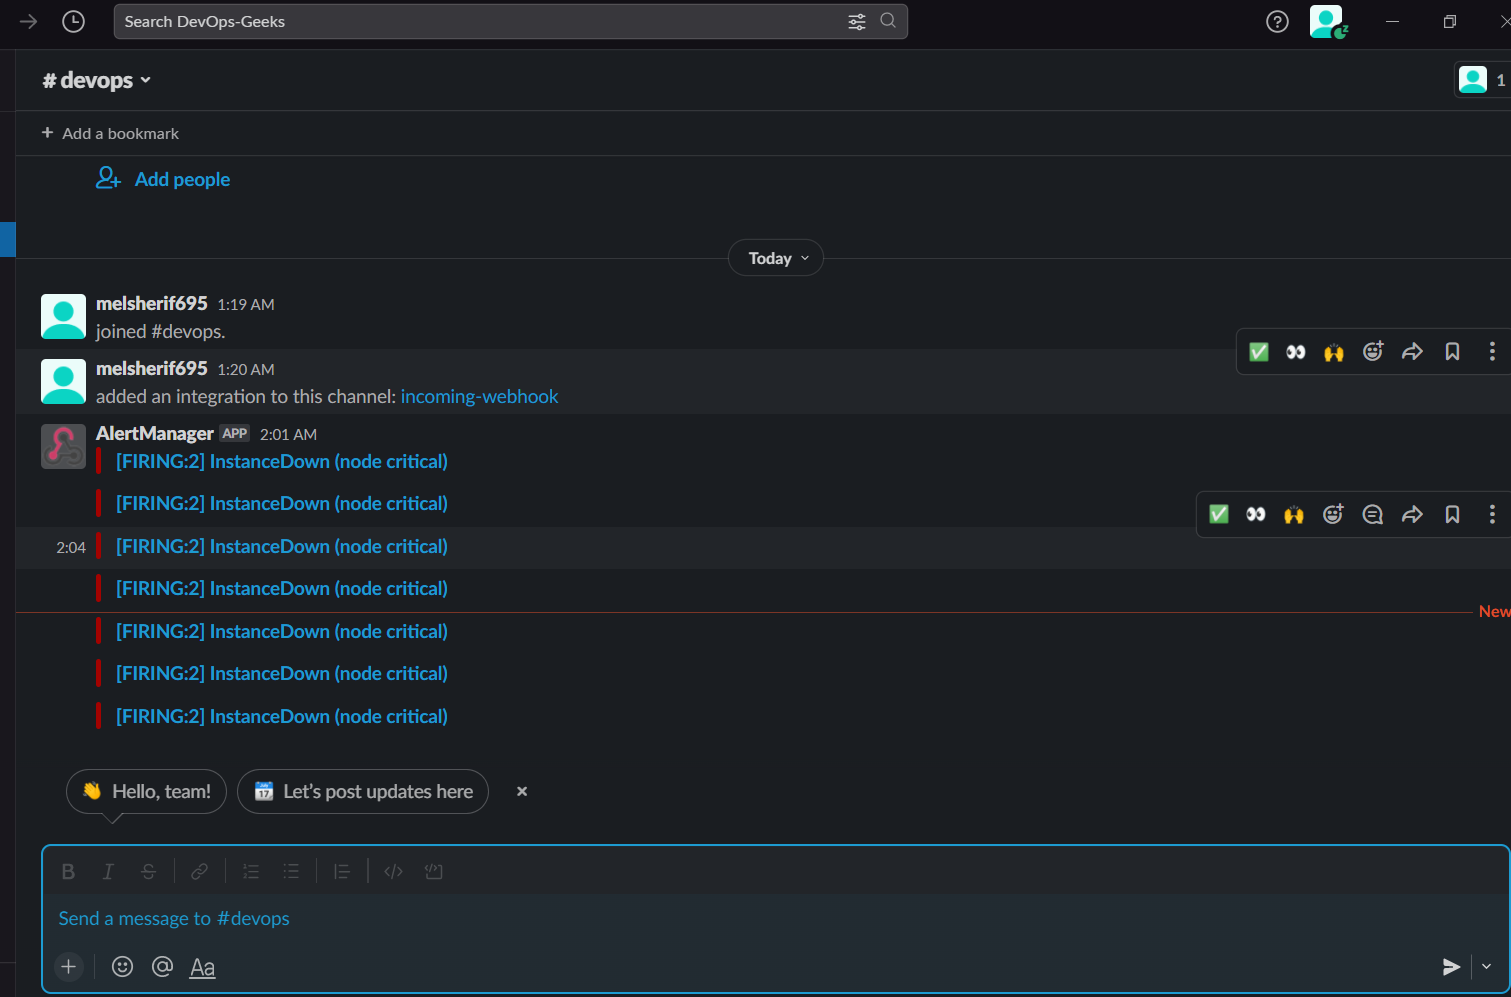 Search DevOps-Geeks
# devops
1
+ Add a bookmark
Add people
Today
melsherif695 1:19 AM
joined #devops.
melsherif695 1:20 AM
added an integration to this channel: incoming-webhook
AlertManager APP 2:01 AM
[FIRING:2] InstanceDown (node critical)
[FIRING:2] InstanceDown (node critical)
2:04 [FIRING:2] InstanceDown (node critical)
[FIRING:2] InstanceDown (node critical)
New
[FIRING:2] InstanceDown (node critical)
[FIRING:2] InstanceDown (node critical)
[FIRING:2] InstanceDown (node critical)
Hello, team!
Let's post updates here
Send a message to #devops
Aa